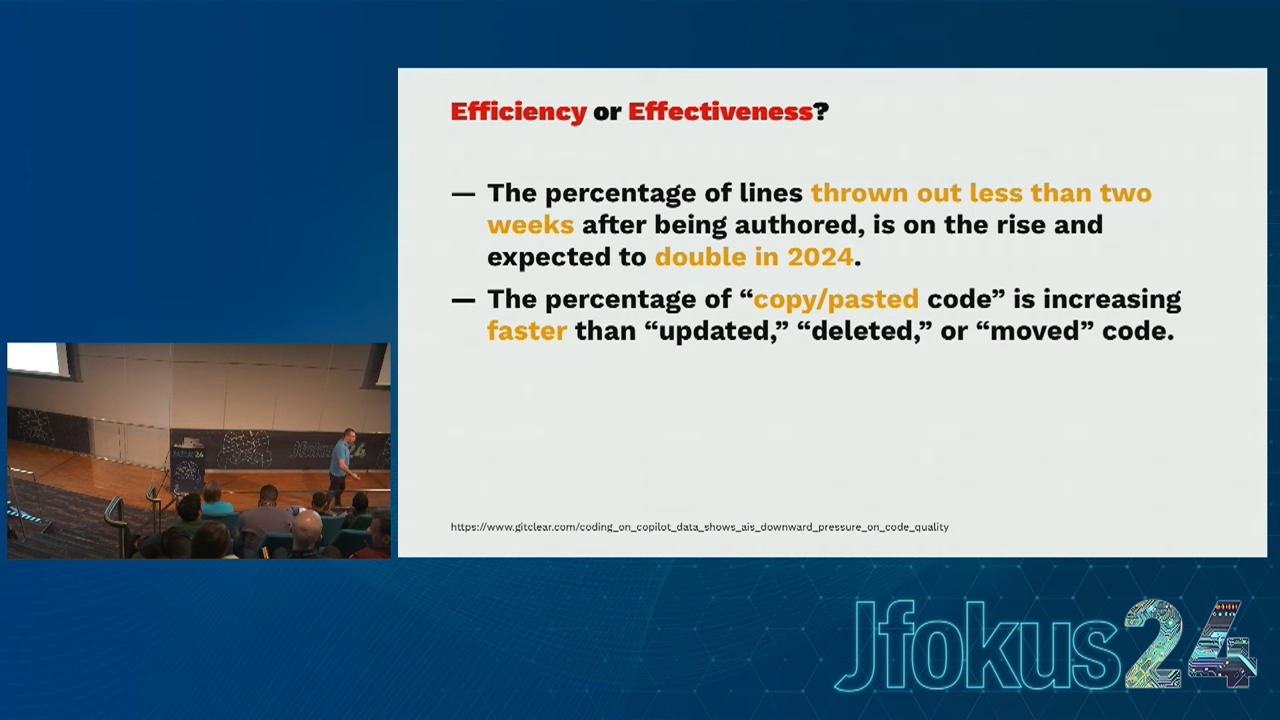 Efficiency or Effectiveness?
— The percentage of lines thrown out less than two
weeks after being authored, is on the rise and
expected to double in 2024.
— The percentage of “copy/pasted code” is increasing
faster than “updated,” “deleted,” or “moved” code.
https://www.gitclear.com/coding_on_copilot_data_shows_ais_downward_pressure_on_code_quality
Jfokus24